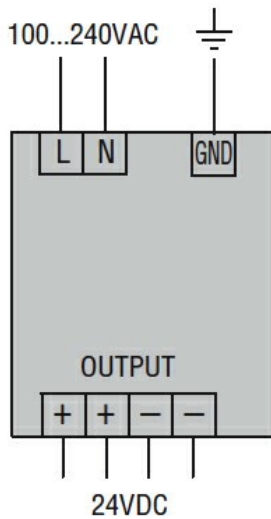 100...240VAC
L N GND
OUTPUT
+ + − −
24VDC